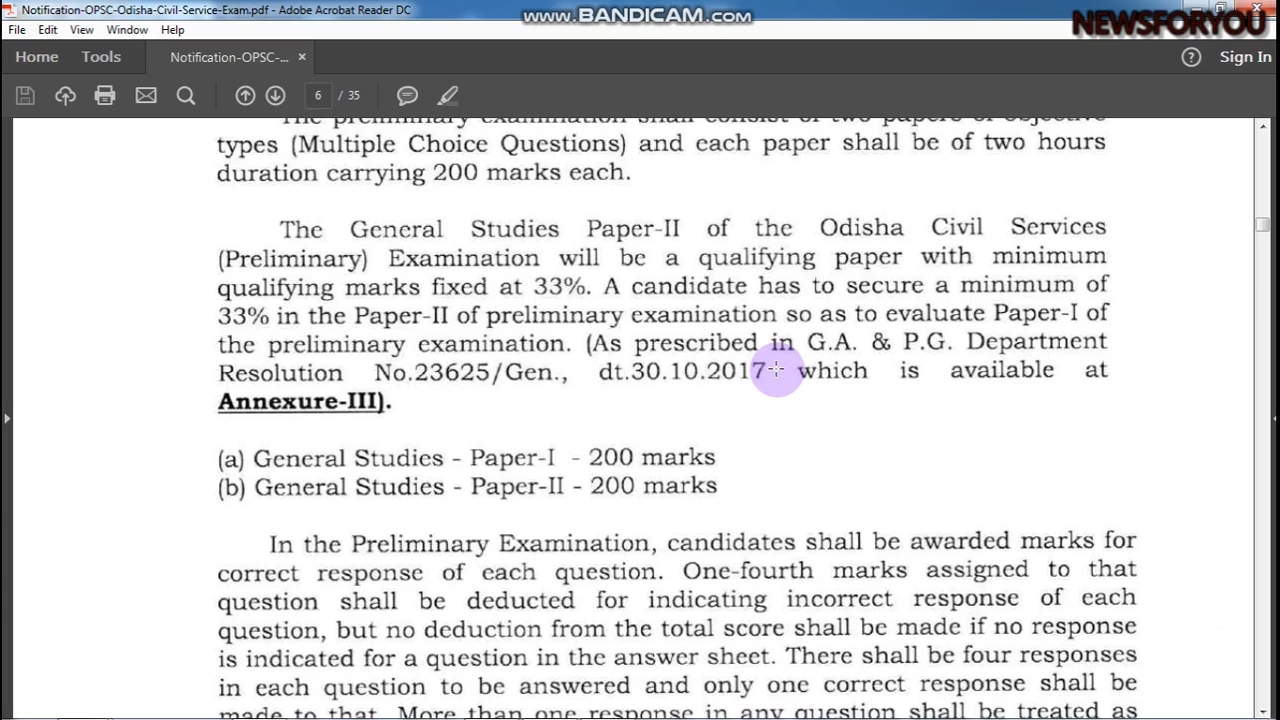 Notification-OPSC-Odisha-Civil-Service-Exam.pdf - Adobe Acrobat Reader DC
www.BANDICAM.com
NEWSFORYOU
File Edit View Window Help
Home Tools Notification-OPSC-... × Sign In
6 / 35
The preliminary examination shall consist of two papers of objective
types (Multiple Choice Questions) and each paper shall be of two hours
duration carrying 200 marks each.
The General Studies Paper-II of the Odisha Civil Services
(Preliminary) Examination will be a qualifying paper with minimum
qualifying marks fixed at 33%. A candidate has to secure a minimum of
33% in the Paper-II of preliminary examination so as to evaluate Paper-I of
the preliminary examination. (As prescribed in G.A. & P.G. Department
Resolution No.23625/Gen., dt.30.10.2017 which is available at
Annexure-III).
(a) General Studies - Paper-I - 200 marks
(b) General Studies - Paper-II - 200 marks
In the Preliminary Examination, candidates shall be awarded marks for
correct response of each question. One-fourth marks assigned to that
question shall be deducted for indicating incorrect response of each
question, but no deduction from the total score shall be made if no response
is indicated for a question in the answer sheet. There shall be four responses
in each question to be answered and only one correct response shall be
made to that. More than one response in any question shall be treated as